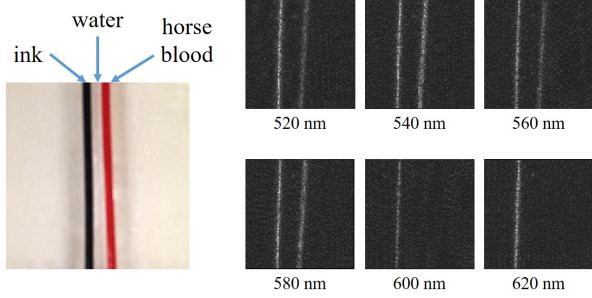 water
horse
ink
blood
520 nm
540 nm
560 nm
580 nm
600 nm
620 nm